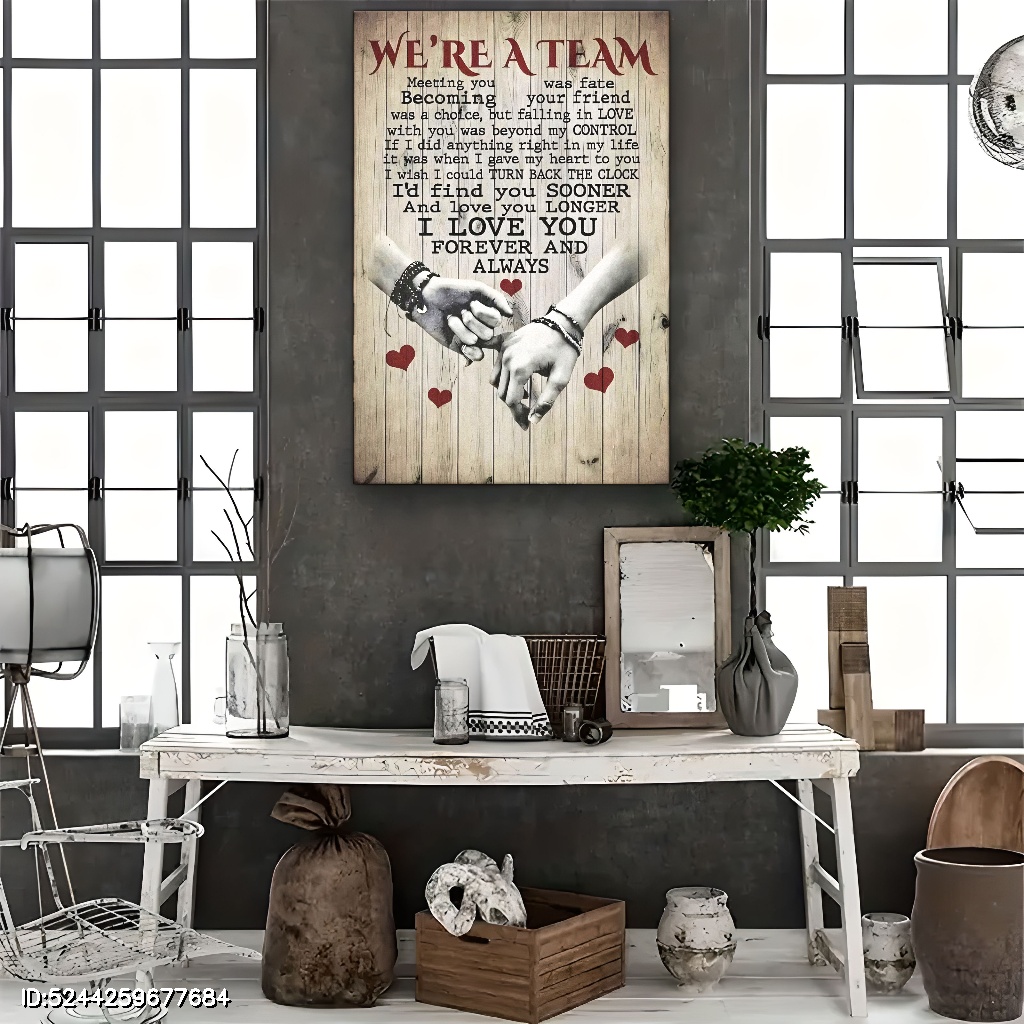 WE'RE A TEAM
Meeting you was fate
Becoming your friend
was a choice, but falling in LOVE
with you was beyond my CONTROL
If I did anything right in my life
it was when I gave my heart to you
I wish I could TURN BACK THE CLOCK
I'd find you SOONER
And love you LONGER
I LOVE YOU
FOREVER AND
ALWAYS
ID:5244259677684